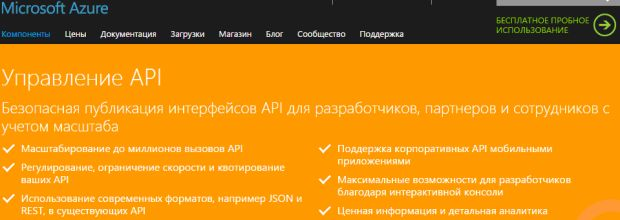 Microsoft Azure
БЕСПЛАТНОЕ ПРОБНОЕ
ИСПОЛЬЗОВАНИЕ
Компоненты Цены Документация Загрузки Магазин Блог Сообщество Поддержка
Управление API
Безопасная публикация интерфейсов API для разработчиков, партнеров и сотрудников с
учетом масштаба
Масштабирование до миллионов вызовов API
Регулирование, ограничение скорости и квотирование
ваших API
Использование современных форматов, например JSON и
REST, в существующих API
Поддержка корпоративных API мобильными
приложениями
Максимальные возможности для разработчиков
благодаря интерактивной консоли
Ценная информация и детальная аналитика